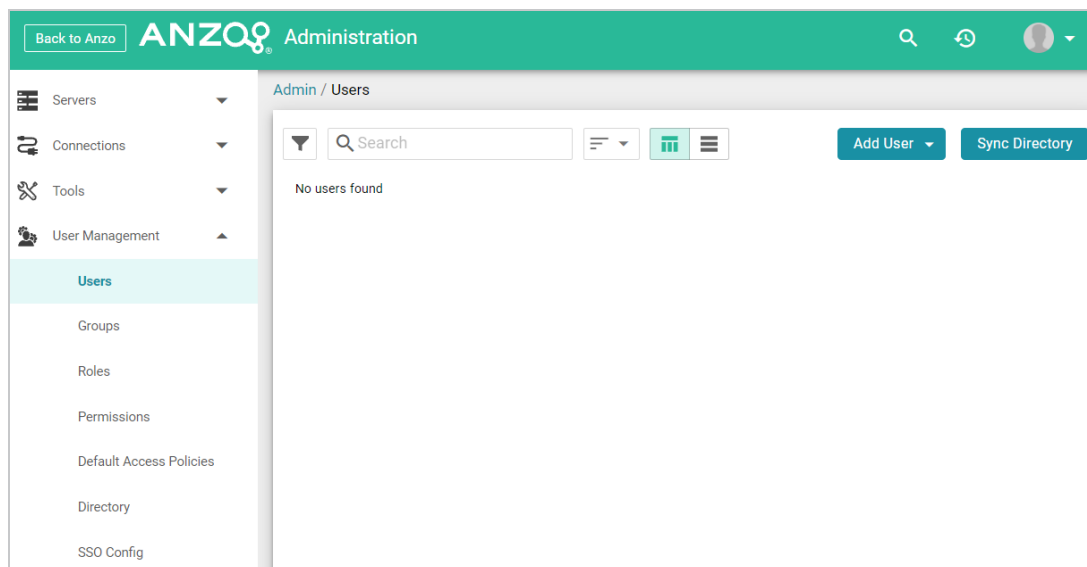 Back to Anzo
ANZO®
Administration
Servers
Connections
Tools
User Management
Users
Groups
Roles
Permissions
Default Access Policies
Directory
SSO Config
Admin / Users
Search
Add User
Sync Directory
No users found